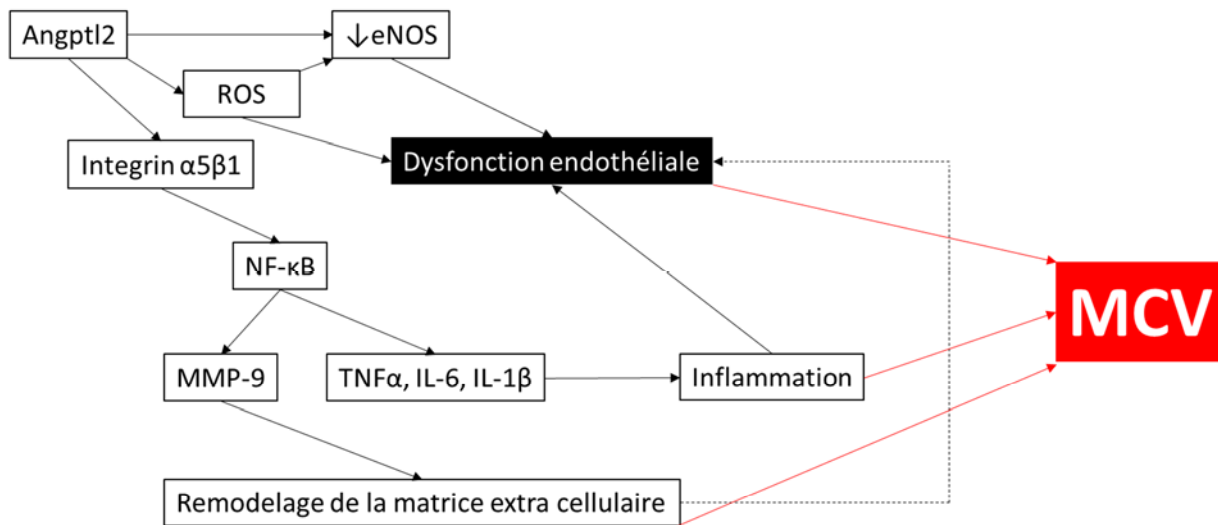 Angptl2
↓eNOS
ROS
Integrin α5β1
Dysfonction endothéliale
NF-κB
MCV
MMP-9
TNFα, IL-6, IL-1β
Inflammation
Remodelage de la matrice extra cellulaire